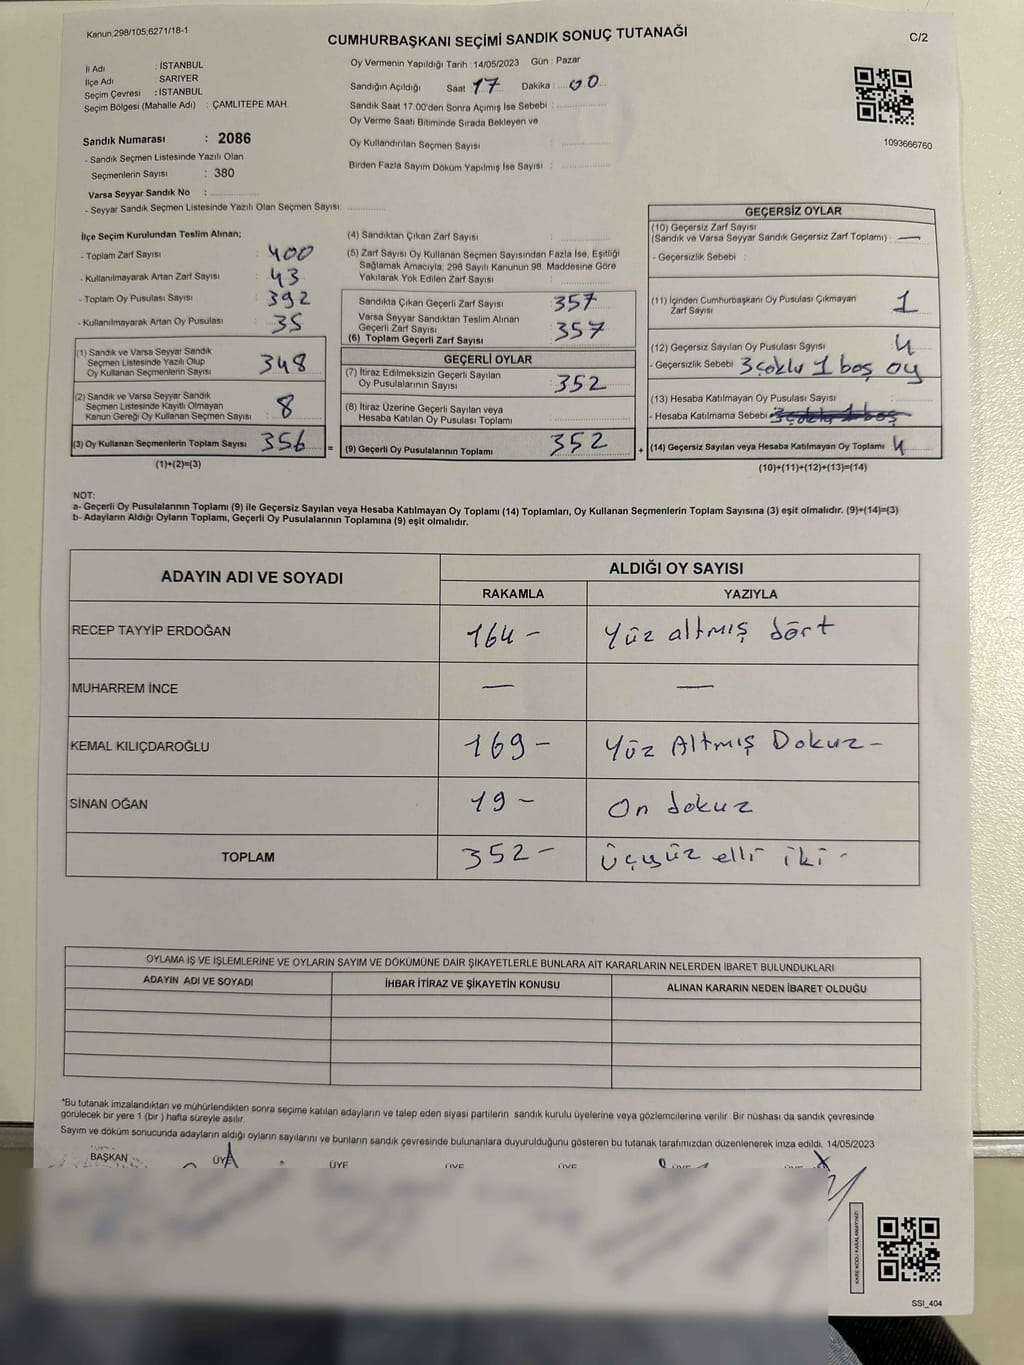 Kanun;298/105;6271/18-1
CUMHURBAŞKANI SEÇİMİ SANDIK SONUÇ TUTANAĞI
C/2
İl Adı : İSTANBUL
İlçe Adı SARIYER
Seçim Çevresi : İSTANBUL
Seçim Bölgesi (Mahalle Adı) : ÇAMLITEPE MAH.
Oy Vermenin Yapıldığı Tarih : 14/05/2023 Gün : Pazar
Sandığın Açıldığı Saat 17 Dakika : 00
Sandık Saat 17:00'den Sonra Açımış İse Sebebi :
Oy Verme Saati Bitiminde Sırada Bekleyen ve
Oy Kullandırılan Seçmen Sayısı :
Birden Fazla Sayım Döküm Yapılmış İse Sayısı :
1093666760
Sandık Numarası : 2086
- Sandık Seçmen Listesinde Yazılı Olan
Seçmenlerin Sayısı : 380
Varsa Seyyar Sandık No :
- Seyyar Sandık Seçmen Listesinde Yazılı Olan Seçmen Sayısı:
İlçe Seçim Kurulundan Teslim Alınan;
- Toplam Zarf Sayısı : 400
- Kullanılmayarak Artan Zarf Sayısı : 43
- Toplam Oy Pusulası Sayısı : 392
- Kullanılmayarak Artan Oy Pusulası : 35
(1) Sandık ve Varsa Seyyar Sandık
Seçmen Listesinde Yazılı Olup
Oy Kullanan Seçmenlerin Sayısı : 348
(2) Sandık ve Varsa Seyyar Sandık
Seçmen Listesinde Kayıtlı Olmayan
Kanun Gereği Oy Kullanan Seçmen Sayısı : 8
(3) Oy Kullanan Seçmenlerin Toplam Sayısı : 356 =
(1)+(2)=(3)
(4) Sandıktan Çıkan Zarf Sayısı :
(5) Zarf Sayısı Oy Kullanan Seçmen Sayısından Fazla İse, Eşitliği
Sağlamak Amacıyla; 298 Sayılı Kanunun 98. Maddesine Göre
Yakılarak Yok Edilen Zarf Sayısı :
Sandıkta Çıkan Geçerli Zarf Sayısı : 357
Varsa Seyyar Sandıktan Teslim Alınan
Geçerli Zarf Sayısı
(6) Toplam Geçerli Zarf Sayısı : 357
GEÇERLİ OYLAR
(7) İtiraz Edilmeksizin Geçerli Sayılan
Oy Pusulalarının Sayısı : 352
(8) İtiraz Üzerine Geçerli Sayılan veya
Hesaba Katılan Oy Pusulaları Toplamı :
(9) Geçerli Oy Pusulalarının Toplamı : 352 +
GEÇERSİZ OYLAR
(10) Geçersiz Zarf Sayısı
(Sandık ve Varsa Seyyar Sandık Geçersiz Zarf Toplamı) : —
- Geçersizlik Sebebi :
(11) İçinden Cumhurbaşkanı Oy Pusulası Çıkmayan
Zarf Sayısı : 1
(12) Geçersiz Sayılan Oy Pusulası Sayısı : 4
- Geçersizlik Sebebi : 3 çoklu 1 boş oy
(13) Hesaba Katılmayan Oy Pusulası Sayısı :
- Hesaba Katılmama Sebebi : 3 çoklu 1 boş
(14) Geçersiz Sayılan veya Hesaba Katılmayan Oy Toplamı : 4
(10)+(11)+(12)+(13)=(14)
NOT:
a- Geçerli Oy Pusulalarının Toplamı (9) ile Geçersiz Sayılan veya Hesaba Katılmayan Oy Toplamı (14) Toplamları, Oy Kullanan Seçmenlerin Toplam Sayısına (3) eşit olmalıdır. (9)+(14)=(3)
b- Adayların Aldığı Oyların Toplamı, Geçerli Oy Pusulalarının Toplamına (9) eşit olmalıdır.
ADAYIN ADI VE SOYADI ALDIĞI OY SAYISI
RAKAMLA YAZIYLA
RECEP TAYYİP ERDOĞAN 164 - Yüz altmış dört
MUHARREM İNCE — —
KEMAL KILIÇDAROĞLU 169 - Yüz Altmış Dokuz -
SİNAN OĞAN 19 - On dokuz
TOPLAM 352 - üçyüz elli iki -
OYLAMA İŞ VE İŞLEMLERİNE VE OYLARIN SAYIM VE DÖKÜMÜNE DAİR ŞİKAYETLERLE BUNLARA AİT KARARLARIN NELERDEN İBARET BULUNDUKLARI
ADAYIN ADI VE SOYADI İHBAR İTİRAZ VE ŞİKAYETİN KONUSU ALINAN KARARIN NEDEN İBARET OLDUĞU
*Bu tutanak imzalandıktan ve mühürlendikten sonra seçime katılan adayların ve talep eden siyasi partilerin sandık kurulu üyelerine veya gözlemcilerine verilir. Bir nüshası da sandık çevresinde
görülecek bir yere 1 (bir ) hafta süreyle asılır.
Sayım ve döküm sonucunda adayların aldığı oyların sayılarını ve bunların sandık çevresinde bulunanlara duyurulduğunu gösteren bu tutanak tarafımızdan düzenlenerek imza edildi. 14/05/2023
BAŞKAN ÜYE ÜYE ÜYE ÜYE ÜYE
KARE KODU KARALAMAYINIZ!
SSI_404